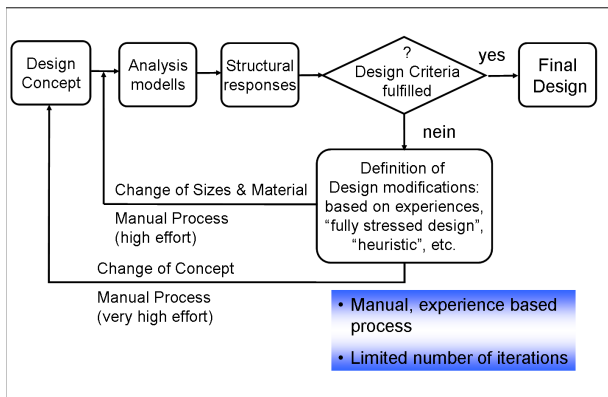 Design
Concept
Analysis
modells
Structural
responses
?
Design Criteria
fulfilled
yes
Final
Design
nein
Definition of
Design modifications:
based on experiences,
“fully stressed design”,
“heuristic”, etc.
Change of Sizes & Material
Manual Process
(high effort)
Change of Concept
Manual Process
(very high effort)
• Manual, experience based
process
• Limited number of iterations